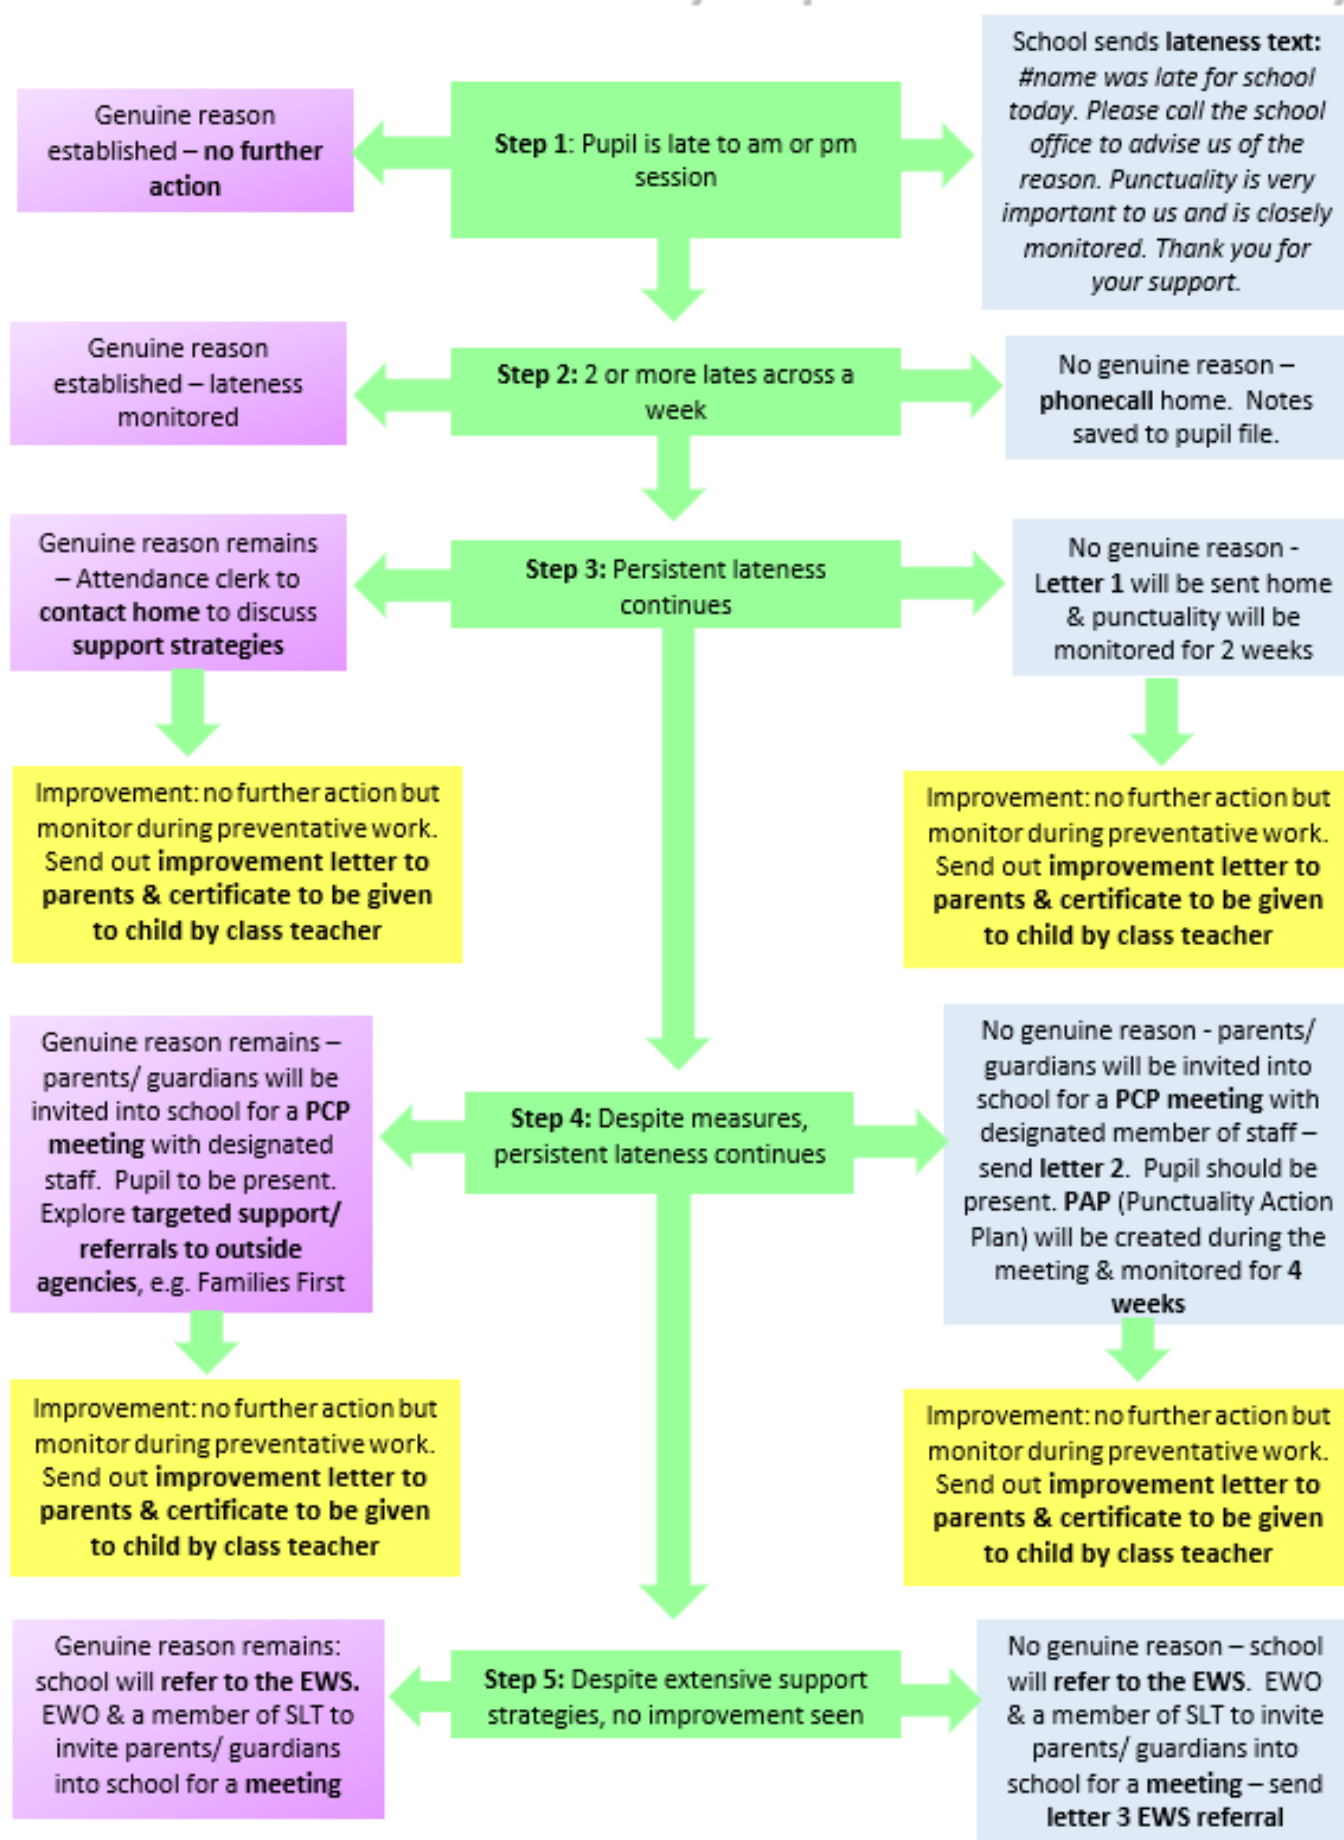 School sends lateness text:
#name was late for school
today. Please call the school
office to advise us of the
reason. Punctuality is very
important to us and is closely
monitored. Thank you for
your support.
Genuine reason
established – no further
action
Step 1: Pupil is late to am or pm
session
Genuine reason
established – lateness
monitored
Step 2: 2 or more lates across a
week
No genuine reason –
phonecall home.  Notes
saved to pupil file.
Genuine reason remains
– Attendance clerk to
contact home to discuss
support strategies
Step 3: Persistent lateness
continues
No genuine reason -
Letter 1 will be sent home
& punctuality will be
monitored for 2 weeks
Improvement: no further action but
monitor during preventative work.
Send out improvement letter to
parents & certificate to be given
to child by class teacher
Improvement: no further action but
monitor during preventative work.
Send out improvement letter to
parents & certificate to be given
to child by class teacher
Genuine reason remains –
parents/ guardians will be
invited into school for a PCP
meeting with designated
staff.  Pupil to be present.
Explore targeted support/
referrals to outside
agencies, e.g. Families First
Step 4: Despite measures,
persistent lateness continues
No genuine reason - parents/
guardians will be invited into
school for a PCP meeting with
designated member of staff –
send letter 2.  Pupil should be
present. PAP (Punctuality Action
Plan) will be created during the
meeting & monitored for 4
weeks
Improvement: no further action but
monitor during preventative work.
Send out improvement letter to
parents & certificate to be given
to child by class teacher
Improvement: no further action but
monitor during preventative work.
Send out improvement letter to
parents & certificate to be given
to child by class teacher
Genuine reason remains:
school will refer to the EWS.
EWO & a member of SLT to
invite parents/ guardians
into school for a meeting
Step 5: Despite extensive support
strategies, no improvement seen
No genuine reason – school
will refer to the EWS.  EWO
& a member of SLT to invite
parents/ guardians into
school for a meeting – send
letter 3 EWS referral